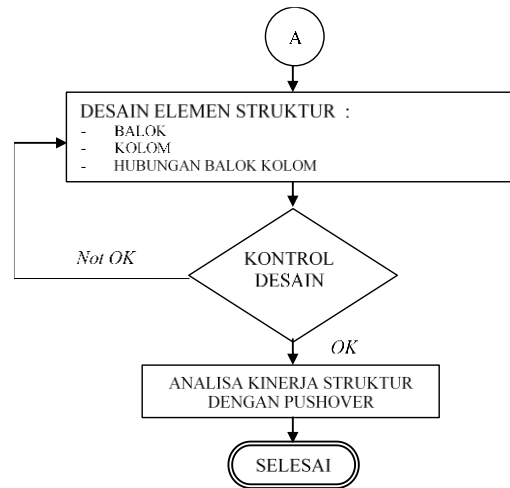 A
DESAIN ELEMEN STRUKTUR :
- BALOK
- KOLOM
- HUBUNGAN BALOK KOLOM
Not OK
KONTROL
DESAIN
OK
ANALISA KINERJA STRUKTUR
DENGAN PUSHOVER
SELESAI